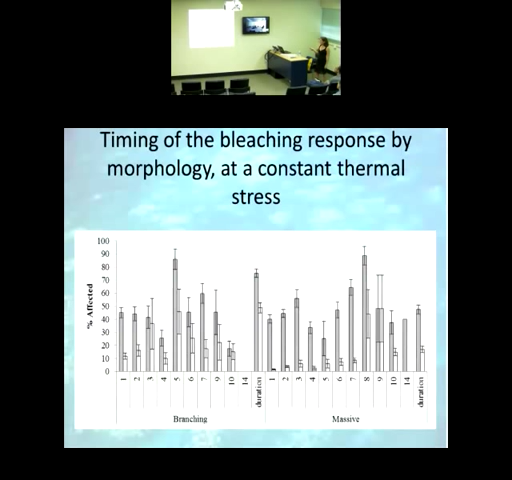 Timing of the bleaching response by
morphology, at a constant thermal
stress
100
90
80
70
60
50
40
30
20
10
0
% Affected
1 2 3 4 5 6 7 9 10 14 duration 1 2 3 4 5 6 7 8 9 10 14 duration
Branching Massive